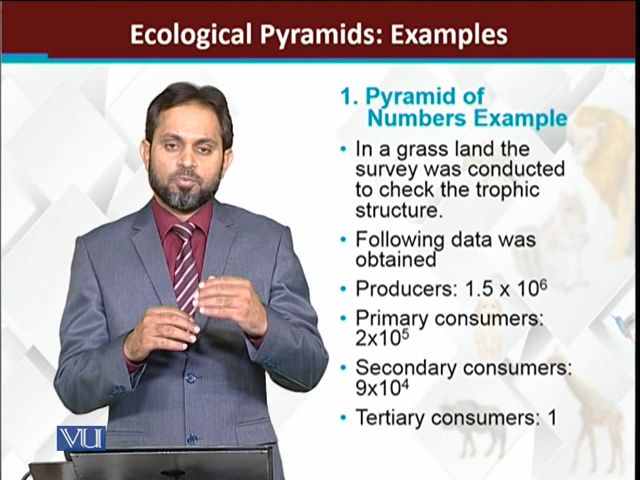 Ecological Pyramids: Examples
1. Pyramid of
Numbers Example
• In a grass land the
survey was conducted
to check the trophic
structure.
• Following data was
obtained
• Producers: 1.5 x 10⁶
• Primary consumers:
2x10⁵
• Secondary consumers:
9x10⁴
• Tertiary consumers: 1
VU